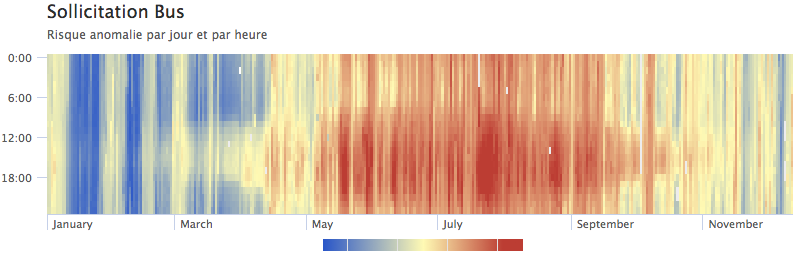 Sollicitation Bus
Risque anomalie par jour et par heure
0:00
6:00
12:00
18:00
January March May July September November